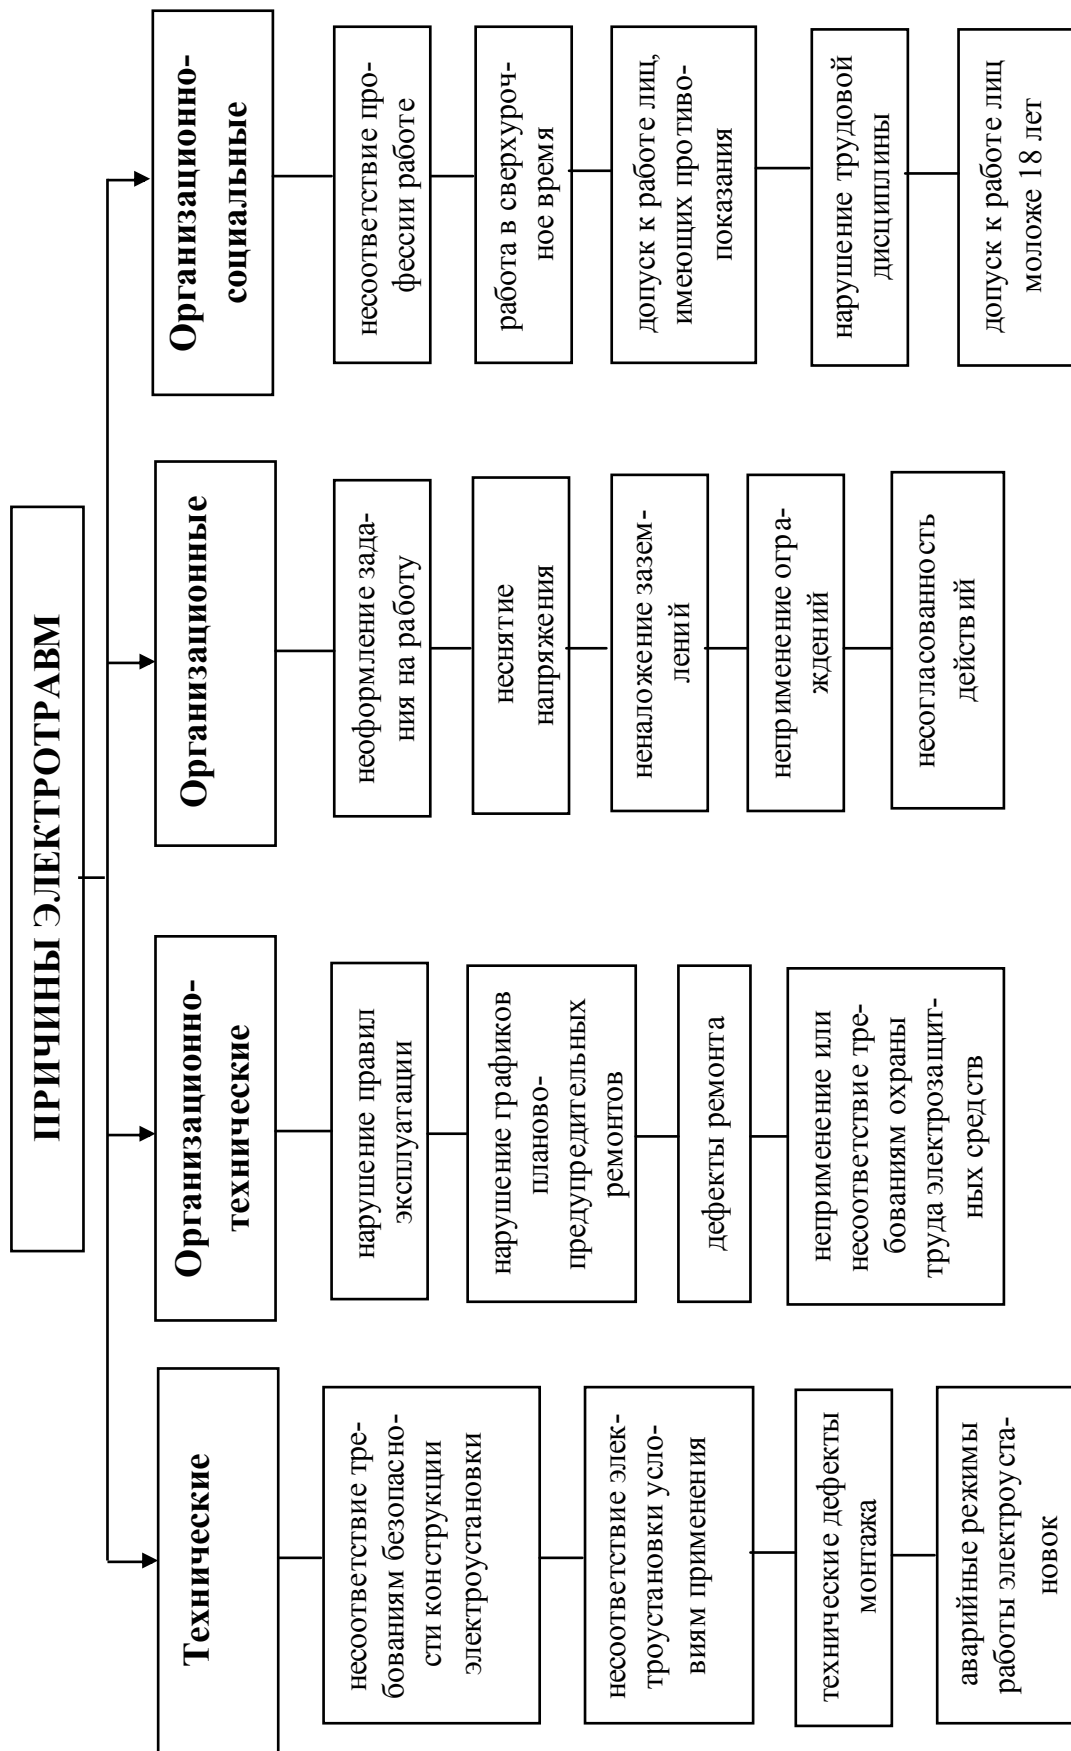 ПРИЧИНЫ ЭЛЕКТРОТРАВМ
Технические
несоответствие тре-
бованиям безопасно-
сти конструкции
электроустановки
несоответствие элек-
троустановки усло-
виям применения
технические дефекты
монтажа
аварийные режимы
работы электроуста-
новок
Организационно-
технические
нарушение правил
эксплуатации
нарушение графиков
планово-
предупредительных
ремонтов
дефекты ремонта
неприменение или
несоответствие тре-
бованиям охраны
труда электрозащит-
ных средств
Организационные
неоформление зада-
ния на работу
неснятие
напряжения
неналожение зазем-
лений
неприменение огра-
ждений
несогласованность
действий
Организационно-
социальные
несоответствие про-
фессии работе
работа в сверхуроч-
ное время
допуск к работе лиц,
имеющих противо-
показания
нарушение трудовой
дисциплины
допуск к работе лиц
моложе 18 лет